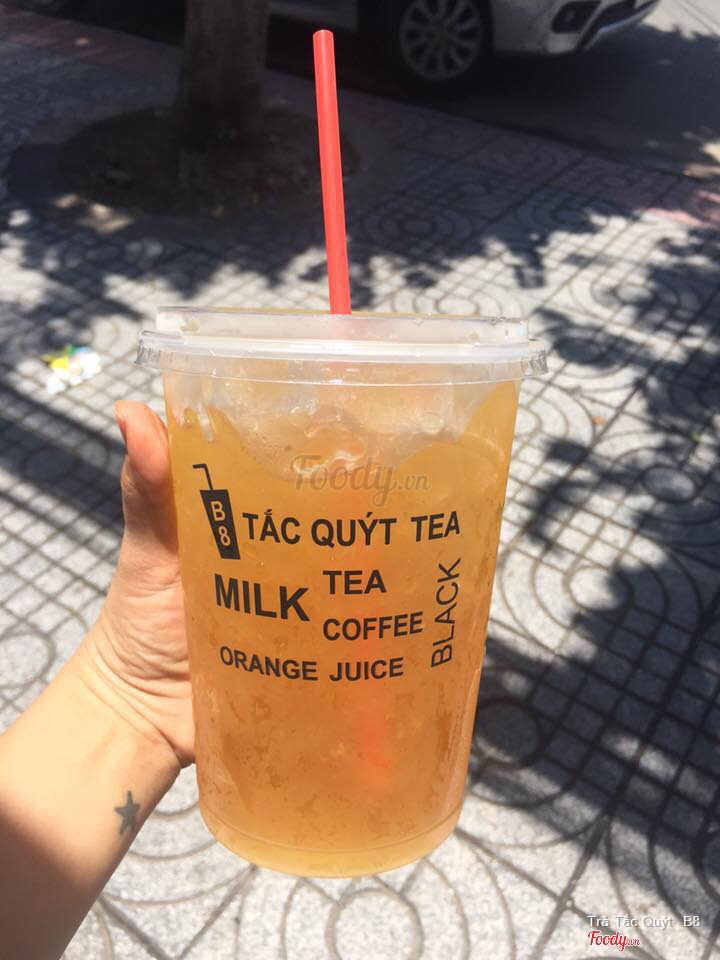 Foody.vn
B8
TẮC QUÝT TEA
MILK
TEA
COFFEE
BLACK
ORANGE JUICE
Trà Tắc Quýt B8
Foody.vn